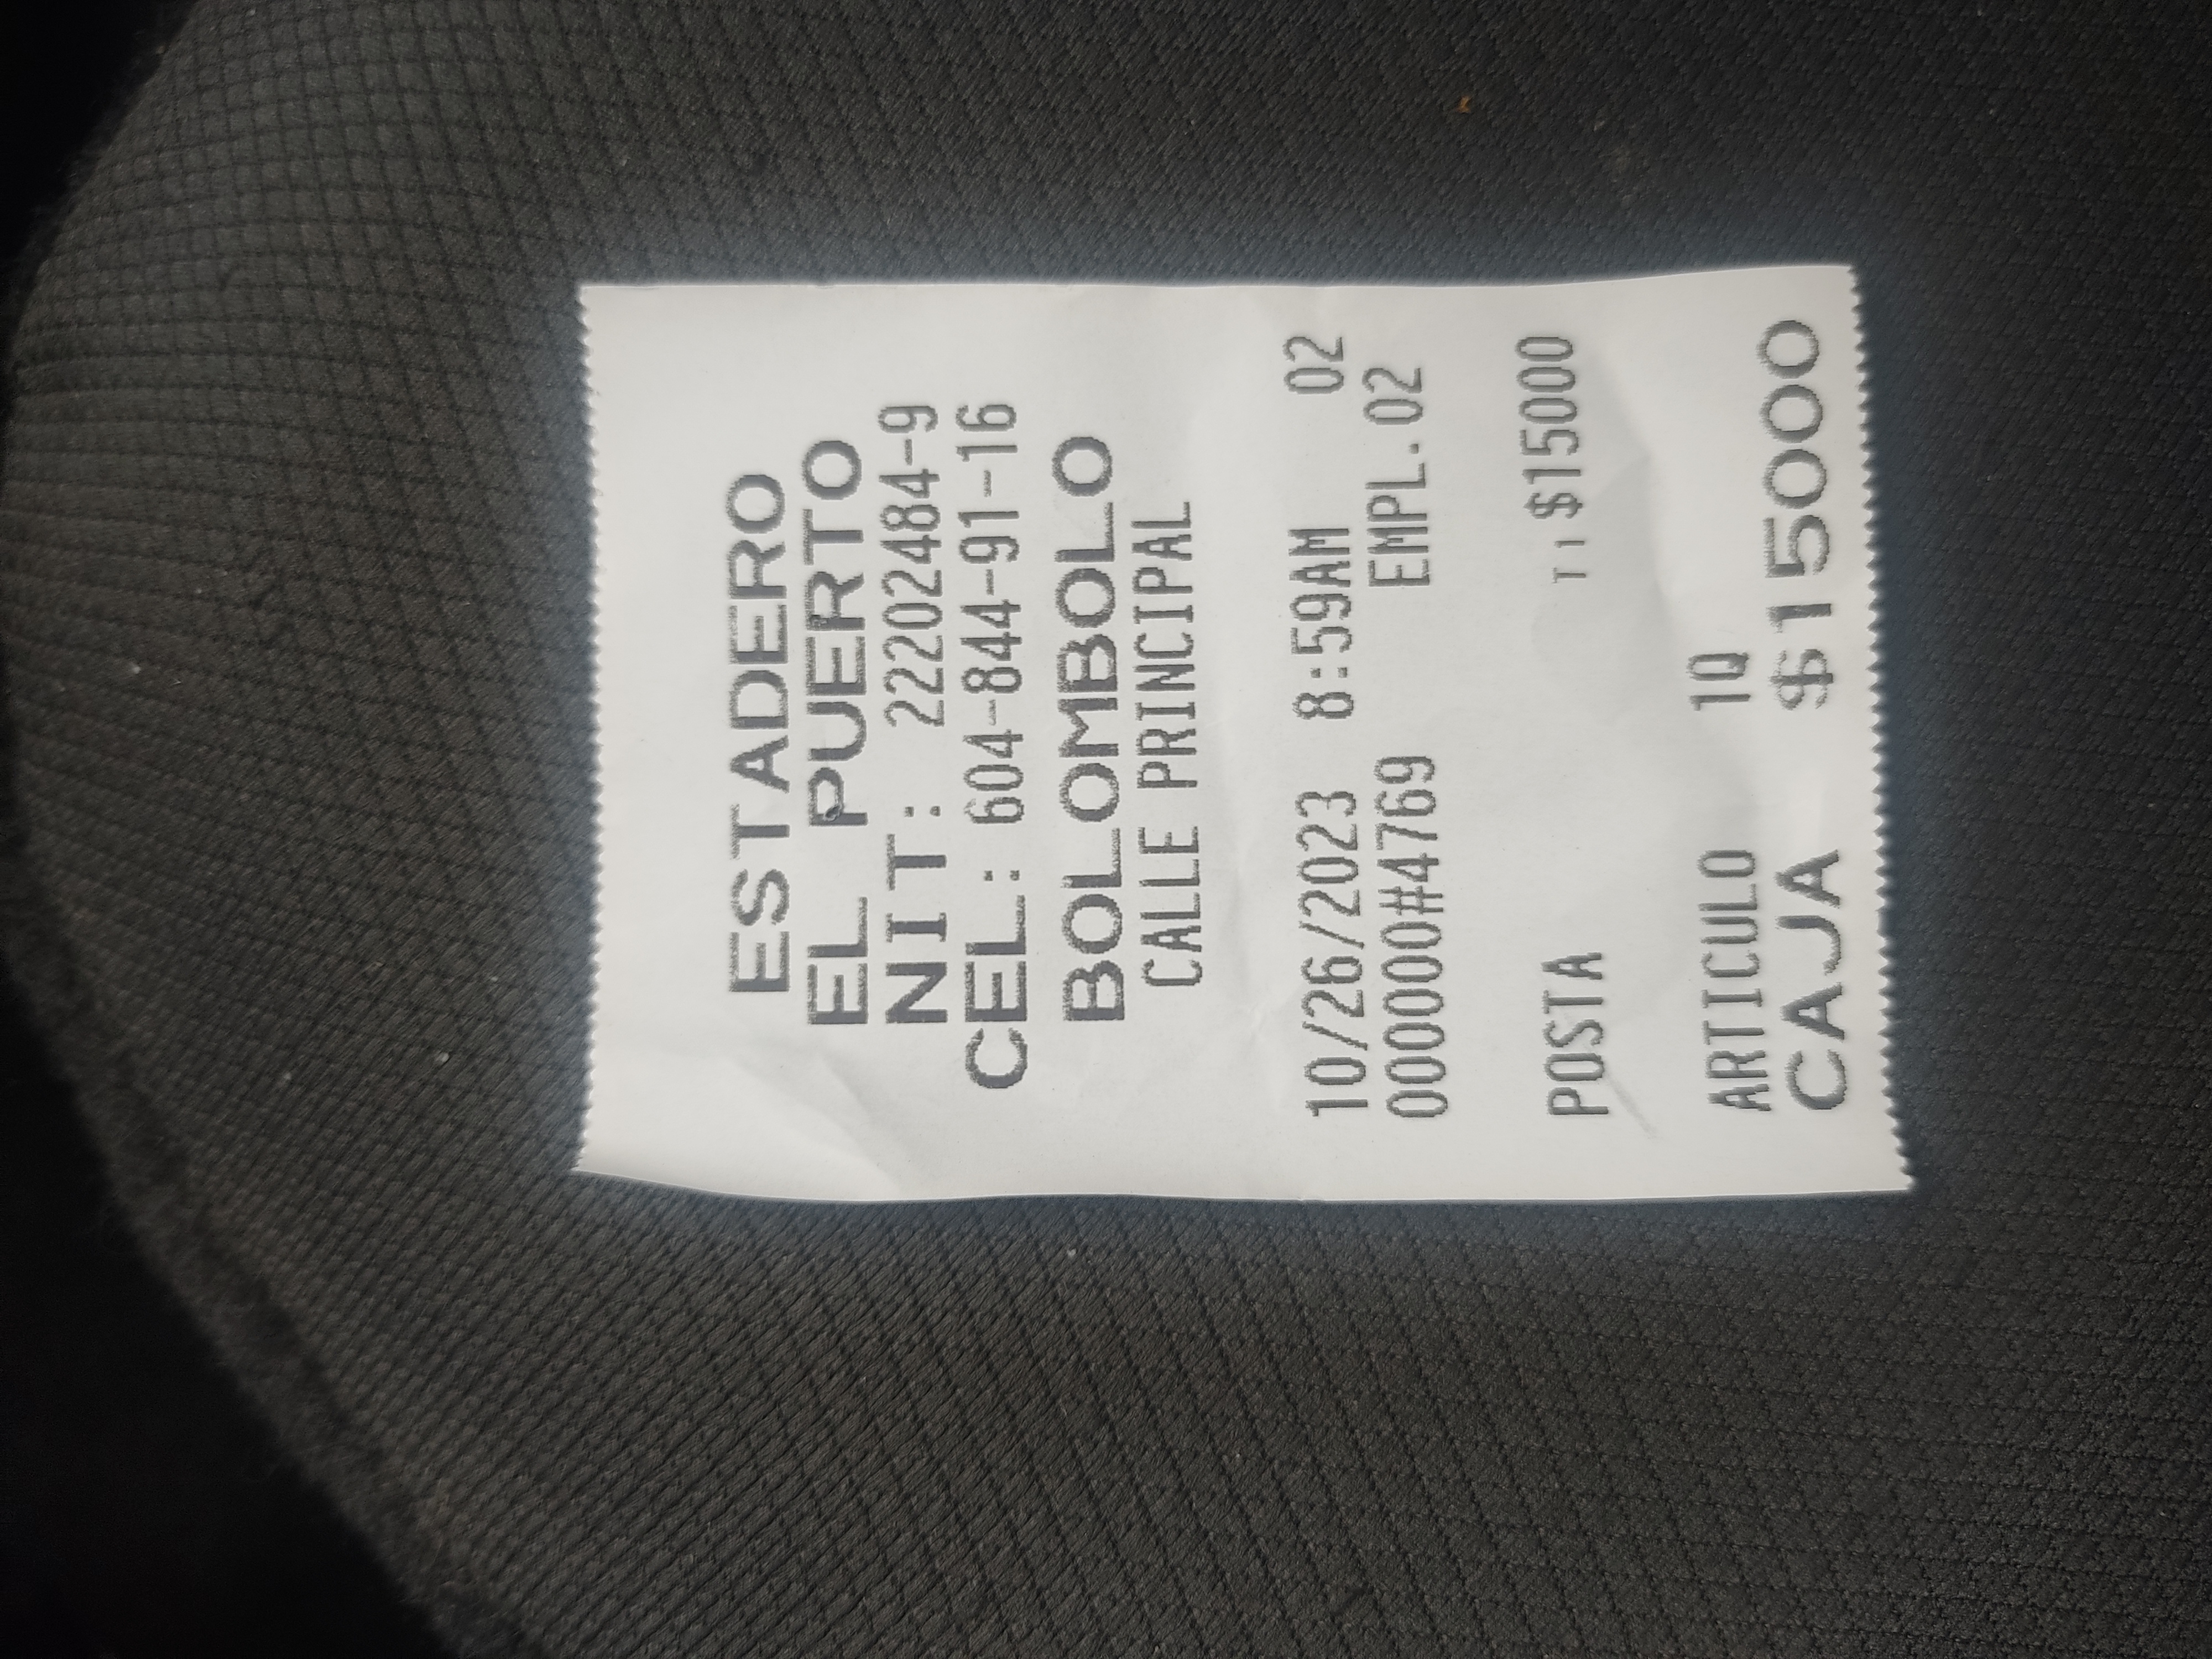 ESTADERO
EL PUERTO
NIT: 22202484-9
CEL: 604-844-91-16
BOLOMBOLO
CALLE PRINCIPAL
10/26/2023 8:59AM 02
000000#4769 EMPL.02
POSTA T1 $15000
ARTICULO 1Q
CAJA $15000